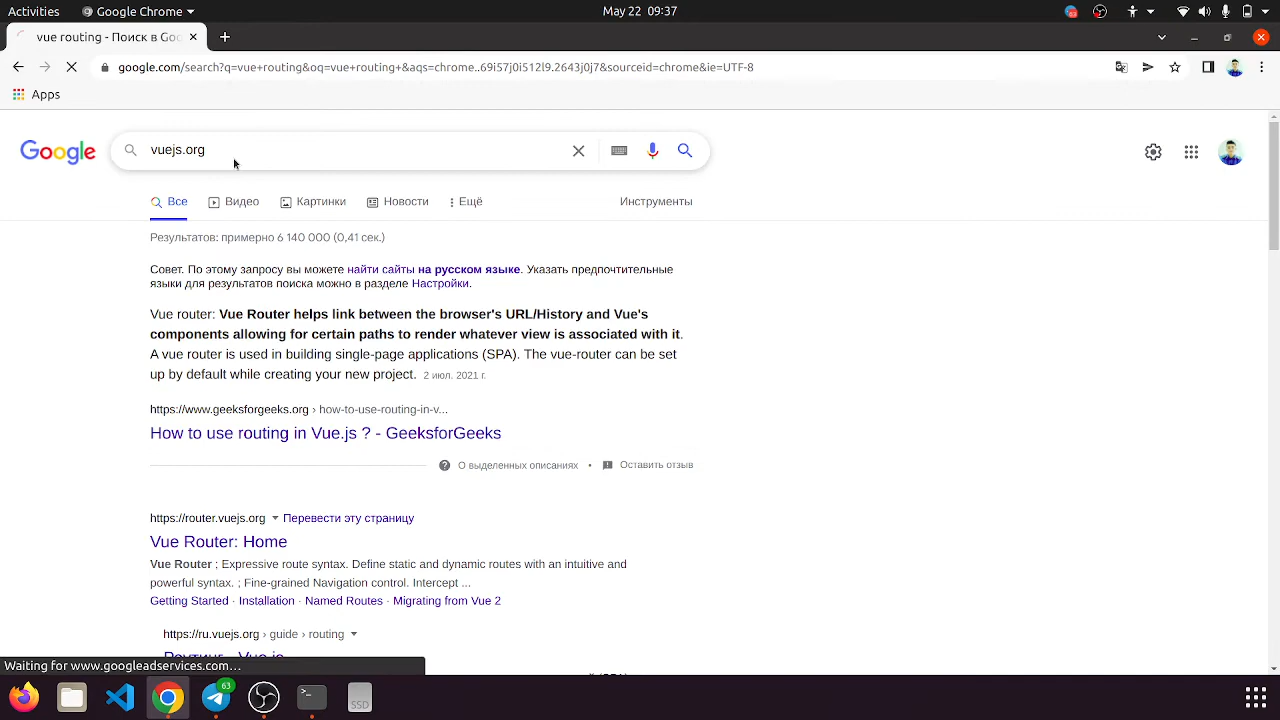 Activities
Google Chrome
May 22 09:37
63
vue routing - Поиск в Goo
google.com/search?q=vue+routing&oq=vue+routing+&aqs=chrome..69i57j0i512l9.2643j0j7&sourceid=chrome&ie=UTF-8
Apps
Google
vuejs.org
Все
Видео
Картинки
Новости
Ещё
Инструменты
Результатов: примерно 6 140 000 (0,41 сек.)
Совет. По этому запросу вы можете найти сайты на русском языке. Указать предпочтительные
языки для результатов поиска можно в разделе Настройки.
Vue router: Vue Router helps link between the browser's URL/History and Vue's
components allowing for certain paths to render whatever view is associated with it.
A vue router is used in building single-page applications (SPA). The vue-router can be set
up by default while creating your new project. 2 июл. 2021 г.
https://www.geeksforgeeks.org › how-to-use-routing-in-v...
How to use routing in Vue.js ? - GeeksforGeeks
О выделенных описаниях • Оставить отзыв
https://router.vuejs.org
Перевести эту страницу
Vue Router: Home
Vue Router ; Expressive route syntax. Define static and dynamic routes with an intuitive and
powerful syntax. ; Fine-grained Navigation control. Intercept ...
Getting Started · Installation · Named Routes · Migrating from Vue 2
https://ru.vuejs.org › guide › routing
Роутинг - Vue.js
Waiting for www.googleadservices.com...
63
SSD